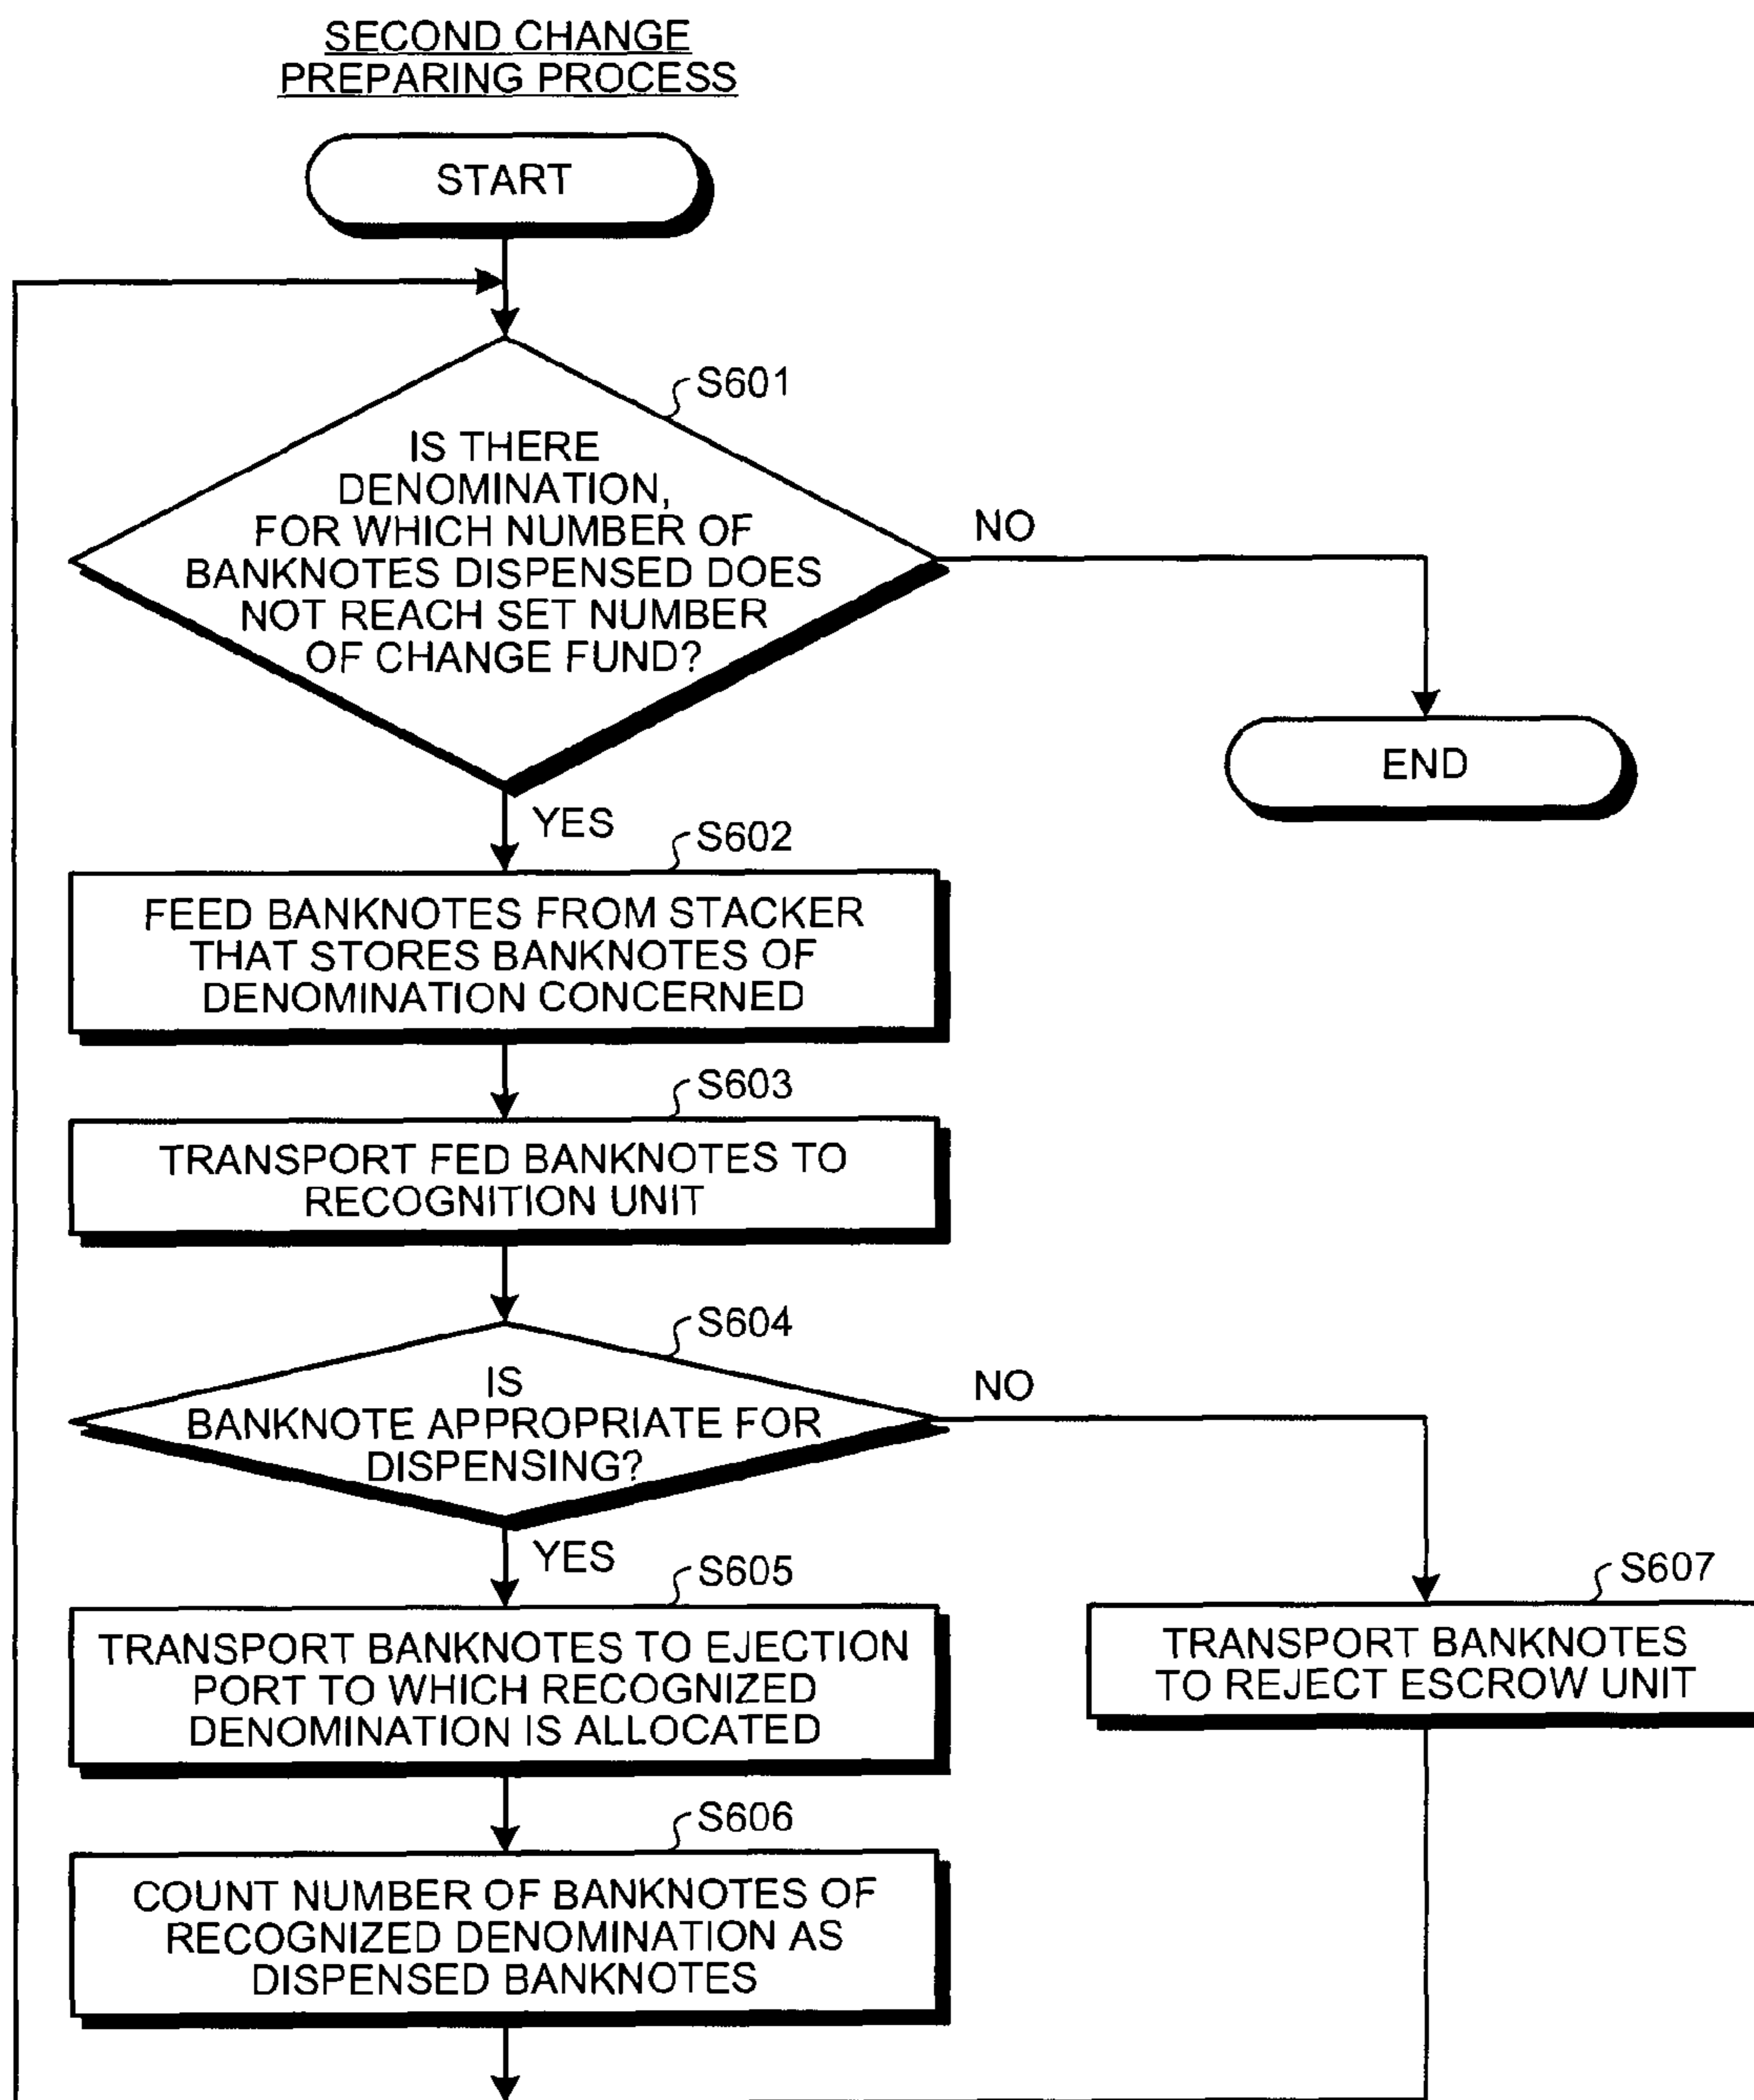 SECOND CHANGE
PREPARING PROCESS
START
S601
IS THERE
DENOMINATION,
FOR WHICH NUMBER OF
BANKNOTES DISPENSED DOES
NOT REACH SET NUMBER
OF CHANGE FUND?
NO
END
YES
S602
FEED BANKNOTES FROM STACKER
THAT STORES BANKNOTES OF
DENOMINATION CONCERNED
S603
TRANSPORT FED BANKNOTES TO
RECOGNITION UNIT
S604
IS
BANKNOTE APPROPRIATE FOR
DISPENSING?
NO
YES
S605
TRANSPORT BANKNOTES TO EJECTION
PORT TO WHICH RECOGNIZED
DENOMINATION IS ALLOCATED
S607
TRANSPORT BANKNOTES
TO REJECT ESCROW UNIT
S606
COUNT NUMBER OF BANKNOTES OF
RECOGNIZED DENOMINATION AS
DISPENSED BANKNOTES